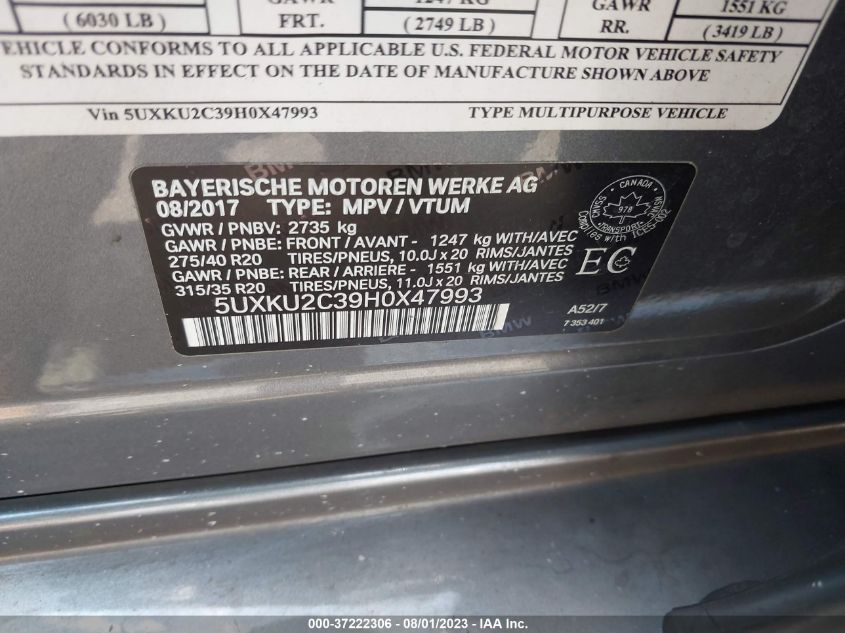 (6030 LB)
GAWR
FRT.
1247 KG
(2749 LB)
GAWR
RR.
1551 KG
(3419 LB)
VEHICLE CONFORMS TO ALL APPLICABLE U.S. FEDERAL MOTOR VEHICLE SAFETY
STANDARDS IN EFFECT ON THE DATE OF MANUFACTURE SHOWN ABOVE
Vin 5UXKU2C39H0X47993 TYPE MULTIPURPOSE VEHICLE
BAYERISCHE MOTOREN WERKE AG
08/2017 TYPE: MPV / VTUM
GVWR / PNBV: 2735 kg
GAWR / PNBE: FRONT / AVANT - 1247 kg WITH/AVEC
275/40 R20 TIRES/PNEUS, 10.0J x 20 RIMS/JANTES
GAWR / PNBE: REAR / ARRIERE - 1551 kg WITH/AVEC
315/35 R20 TIRES/PNEUS, 11.0J x 20 RIMS/JANTES
5UXKU2C39H0X47993
CANADA
978
TRANSPORT
EC
A52/7
7 353 401
BMW
000-37222306 - 08/01/2023 - IAA Inc.